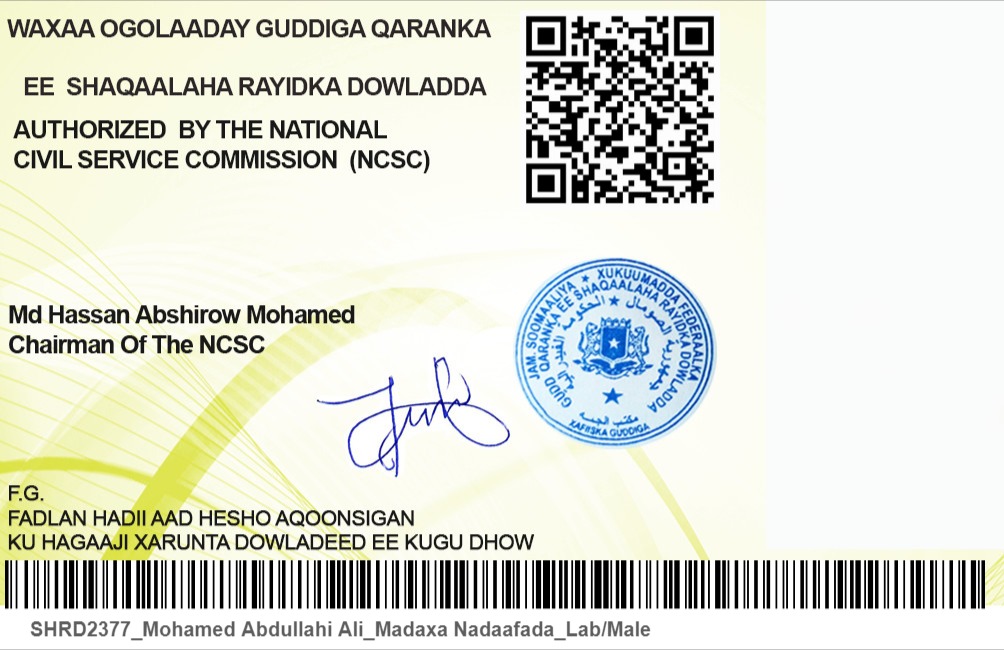 WAXAA OGOLAADAY GUDDIGA QARANKA
EE SHAQAALAHA RAYIDKA DOWLADDA
AUTHORIZED BY THE NATIONAL
CIVIL SERVICE COMMISSION (NCSC)
Md Hassan Abshirow Mohamed
Chairman Of The NCSC
JAM. SOOMAALIYA ★ XUKUUMADDA FEDERAALKA
GUDD QARANKA EE SHAQAALAHA RAYIDKA DOWLADDA
XAFIISKA GUDDIGA
F.G.
FADLAN HADII AAD HESHO AQOONSIGAN
KU HAGAAJI XARUNTA DOWLADEED EE KUGU DHOW
SHRD2377_Mohamed Abdullahi Ali_Madaxa Nadaafada_Lab/Male